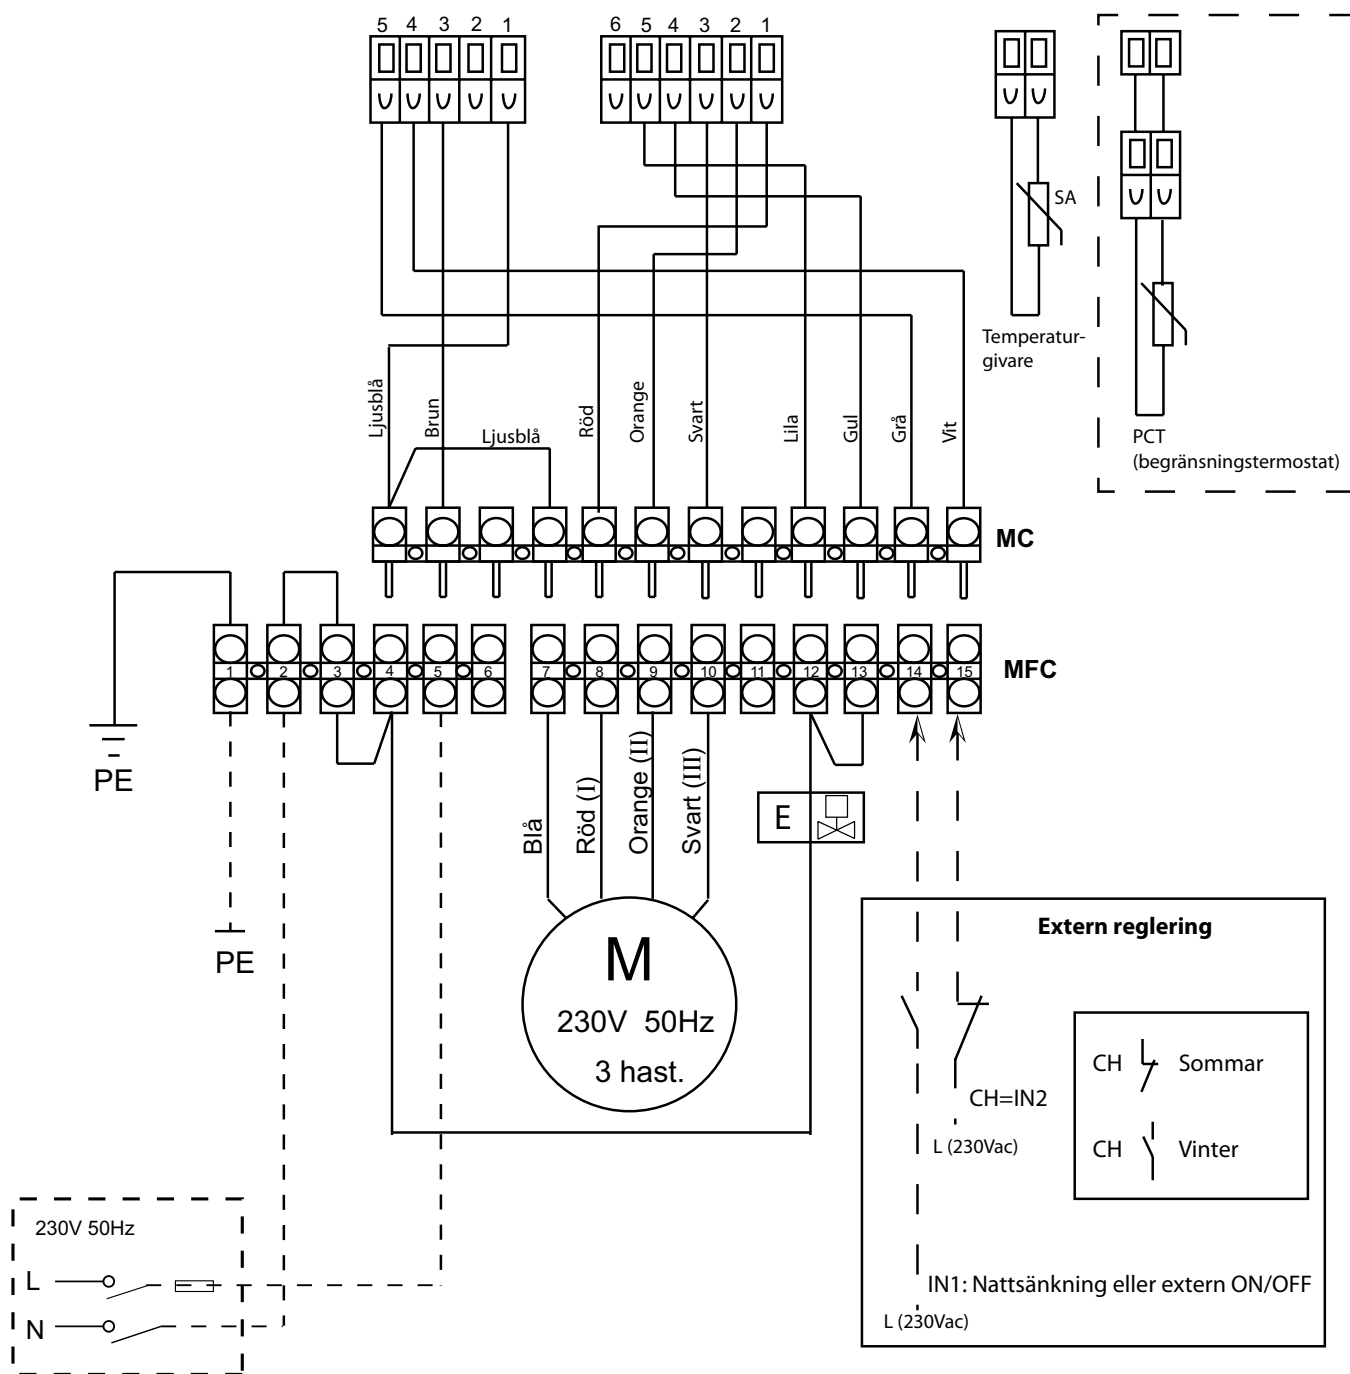 5 4 3 2 1
6 5 4 3 2 1
SA
Temperatur-
givare
PCT
(begränsningstermostat)
Ljusblå
Brun
Ljusblå
Röd
Orange
Svart
Lila
Gul
Grå
Vit
MC
1 2 3 4 5 6 7 8 9 10 11 12 13 14 15
MFC
PE
PE
Blå
Röd (I)
Orange (II)
Svart (III)
E
M
230V 50Hz
3 hast.
Extern reglering
CH=IN2
L (230Vac)
CH Sommar
CH Vinter
IN1: Nattsänkning eller extern ON/OFF
L (230Vac)
230V 50Hz
L
N